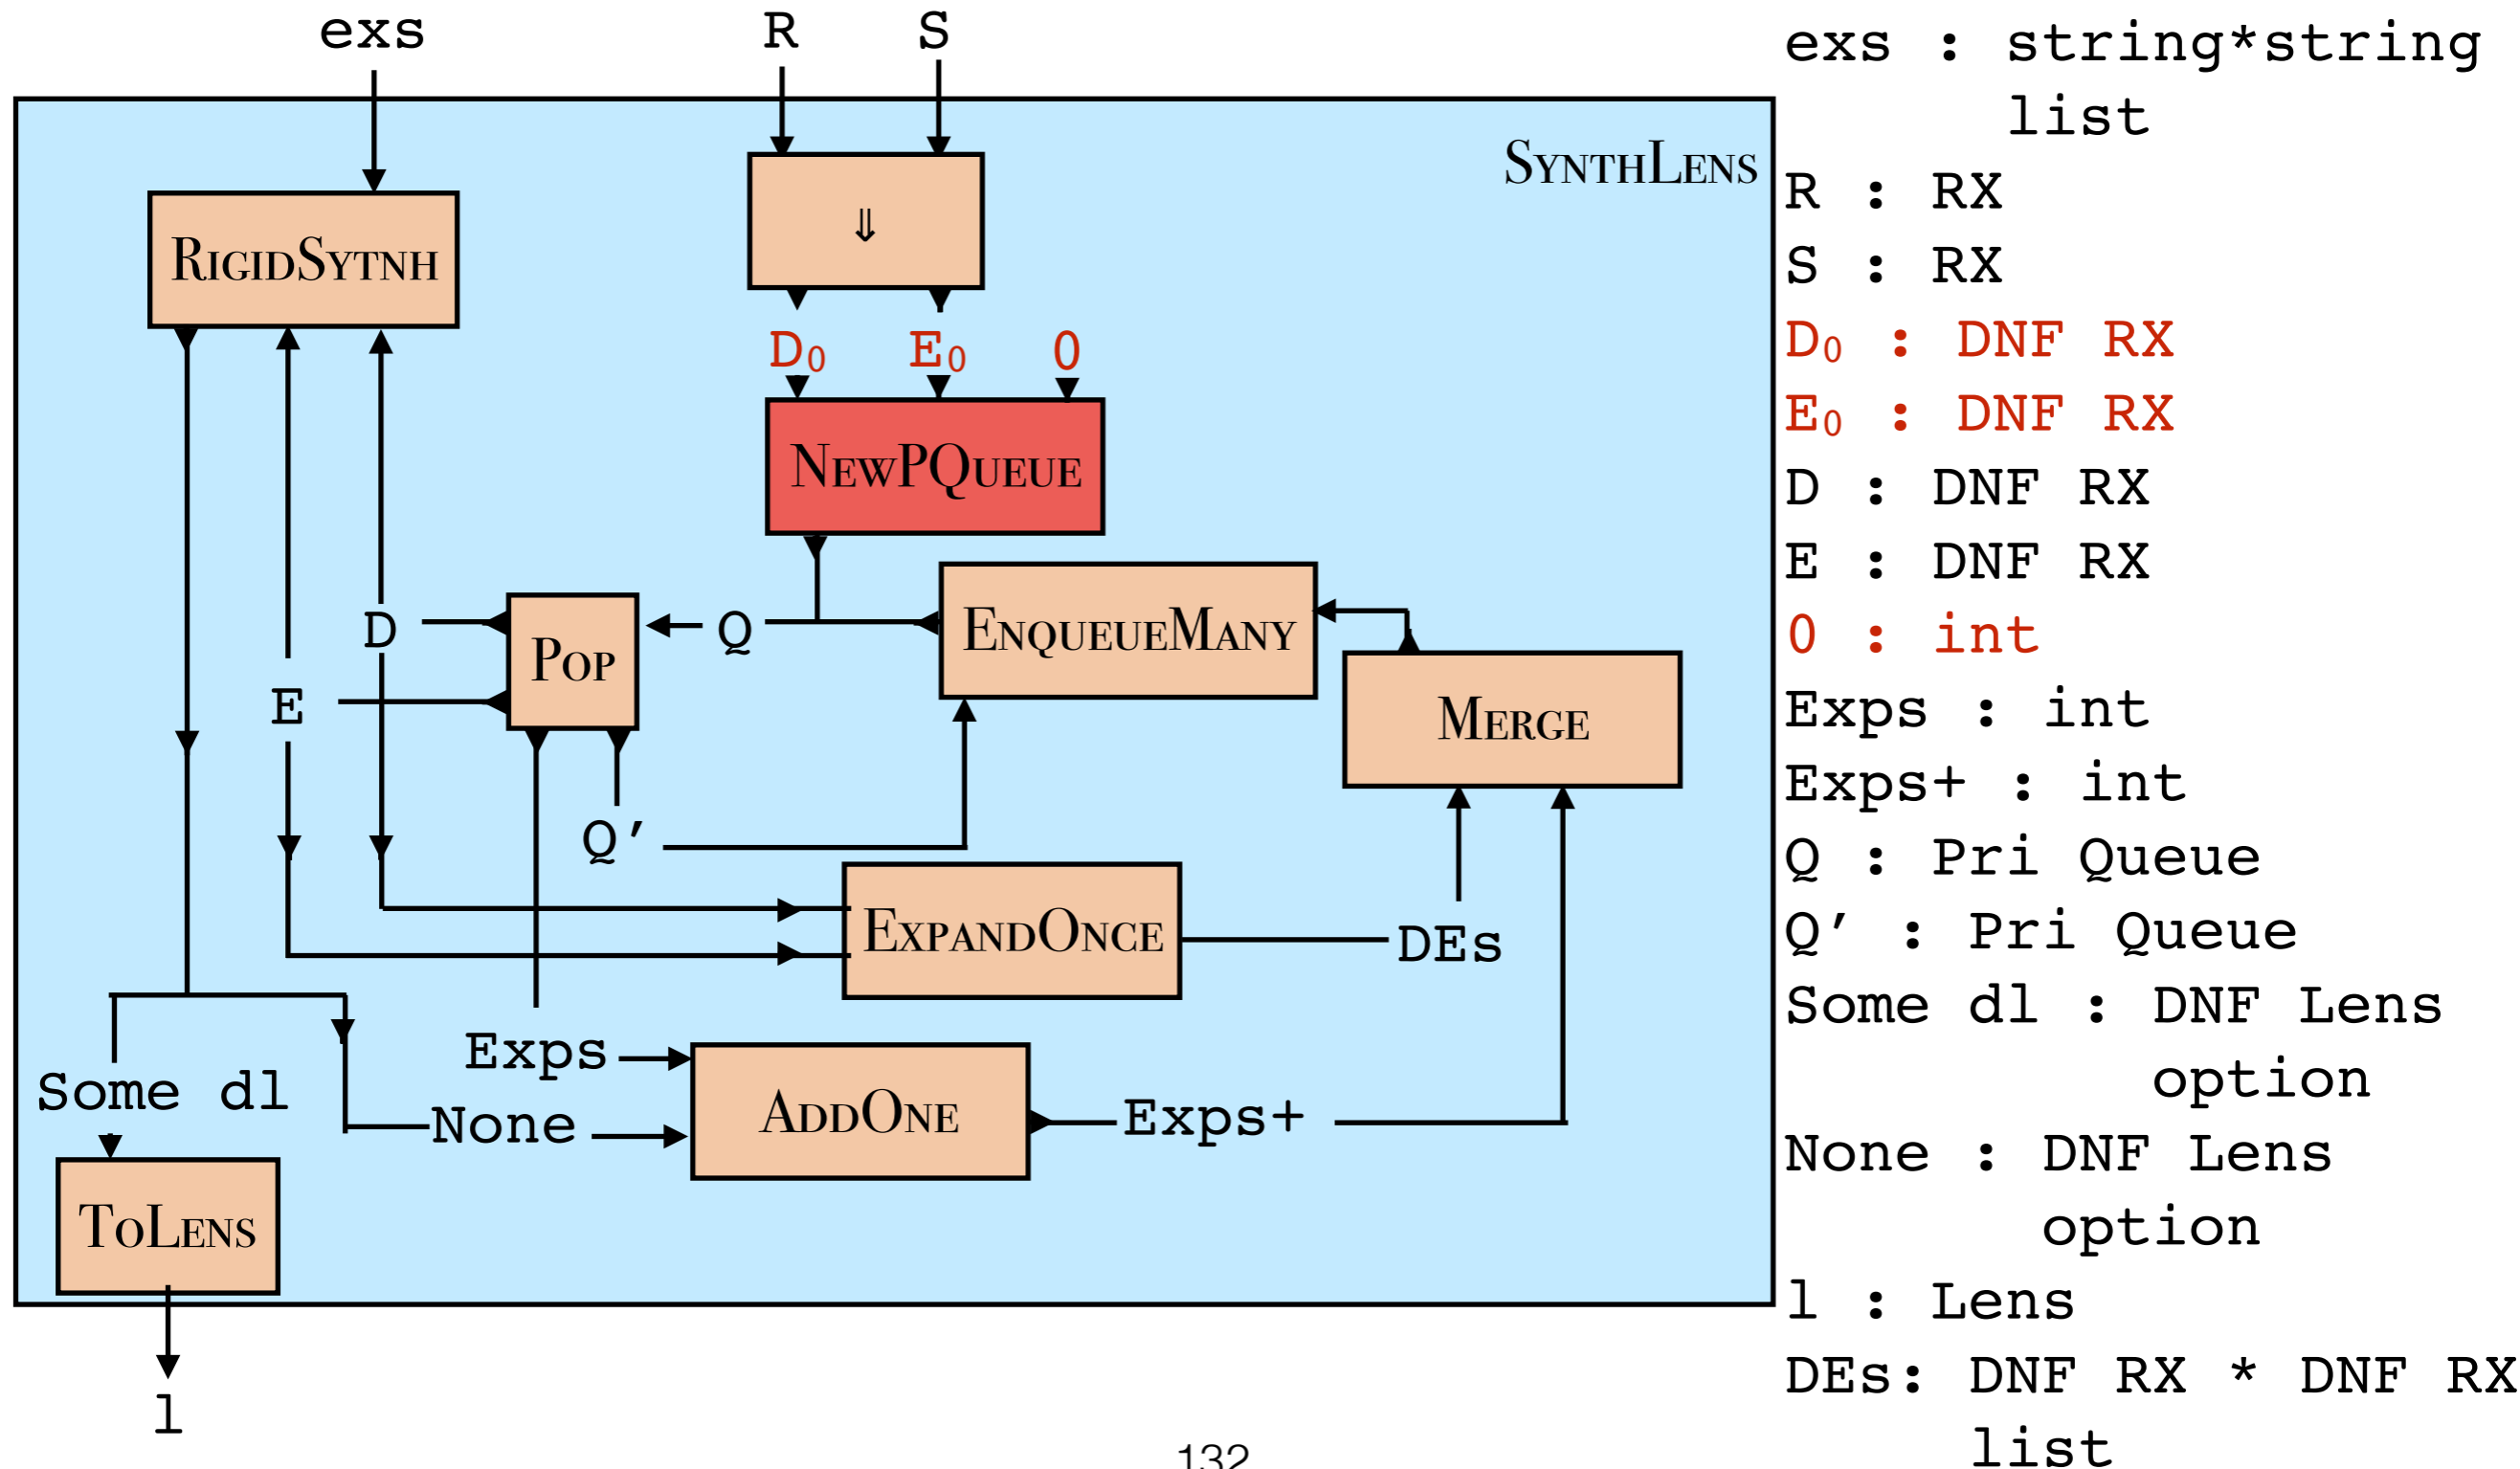 exs
R
S
SynthLens
⇓
RigidSytnh
D₀
E₀
0
NewPQueue
D
Pop
Q
EnqueueMany
E
Merge
Q’
ExpandOnce
DEs
Exps
Some dl
None
AddOne
Exps+
ToLens
l
exs : string*string
list
R : RX
S : RX
D₀ : DNF RX
E₀ : DNF RX
D : DNF RX
E : DNF RX
0 : int
Exps : int
Exps+ : int
Q : Pri Queue
Q’ : Pri Queue
Some dl : DNF Lens
option
None : DNF Lens
option
l : Lens
DEs: DNF RX * DNF RX
list
132